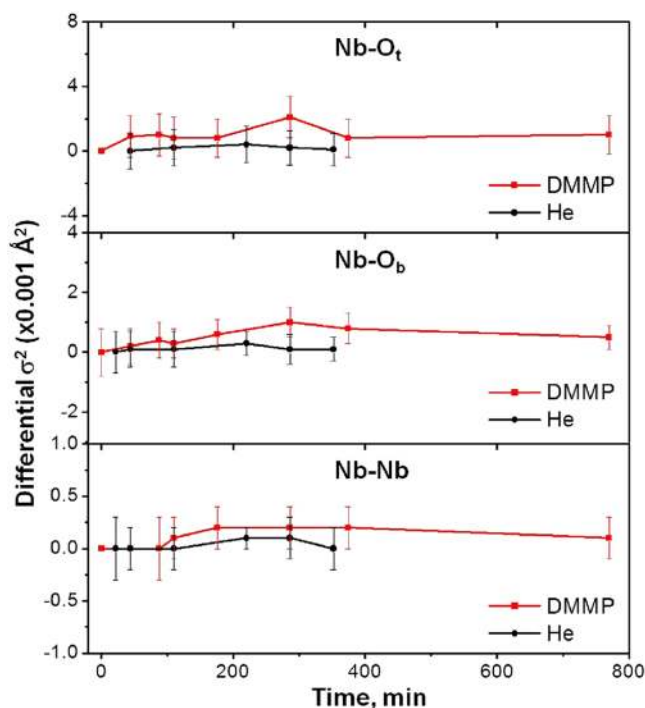 Differential σ⁻² (x0.001 Å²)
8
4
0
-4
Nb-Oₜ
DMMP
He
4
2
0
-2
Nb-O_b
DMMP
He
1.0
0.5
0.0
-0.5
-1.0
Nb-Nb
DMMP
He
0
200
400
600
800
Time, min